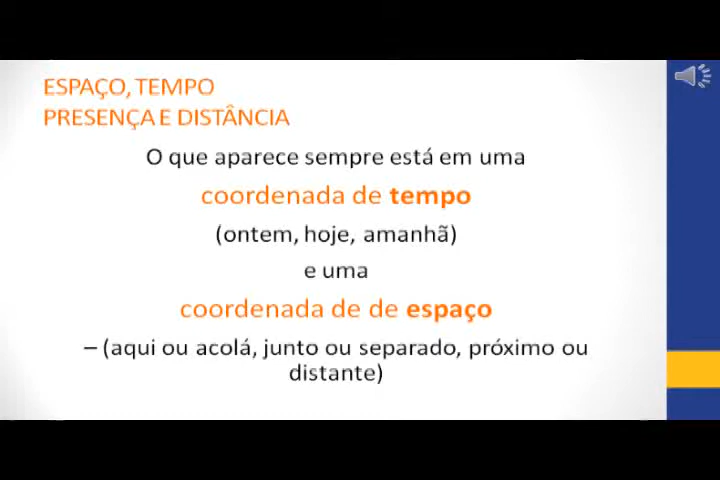 ESPAÇO, TEMPO
PRESENÇA E DISTÂNCIA
O que aparece sempre está em uma
coordenada de tempo
(ontem, hoje, amanhã)
e uma
coordenada de de espaço
– (aqui ou acolá, junto ou separado, próximo ou
distante)